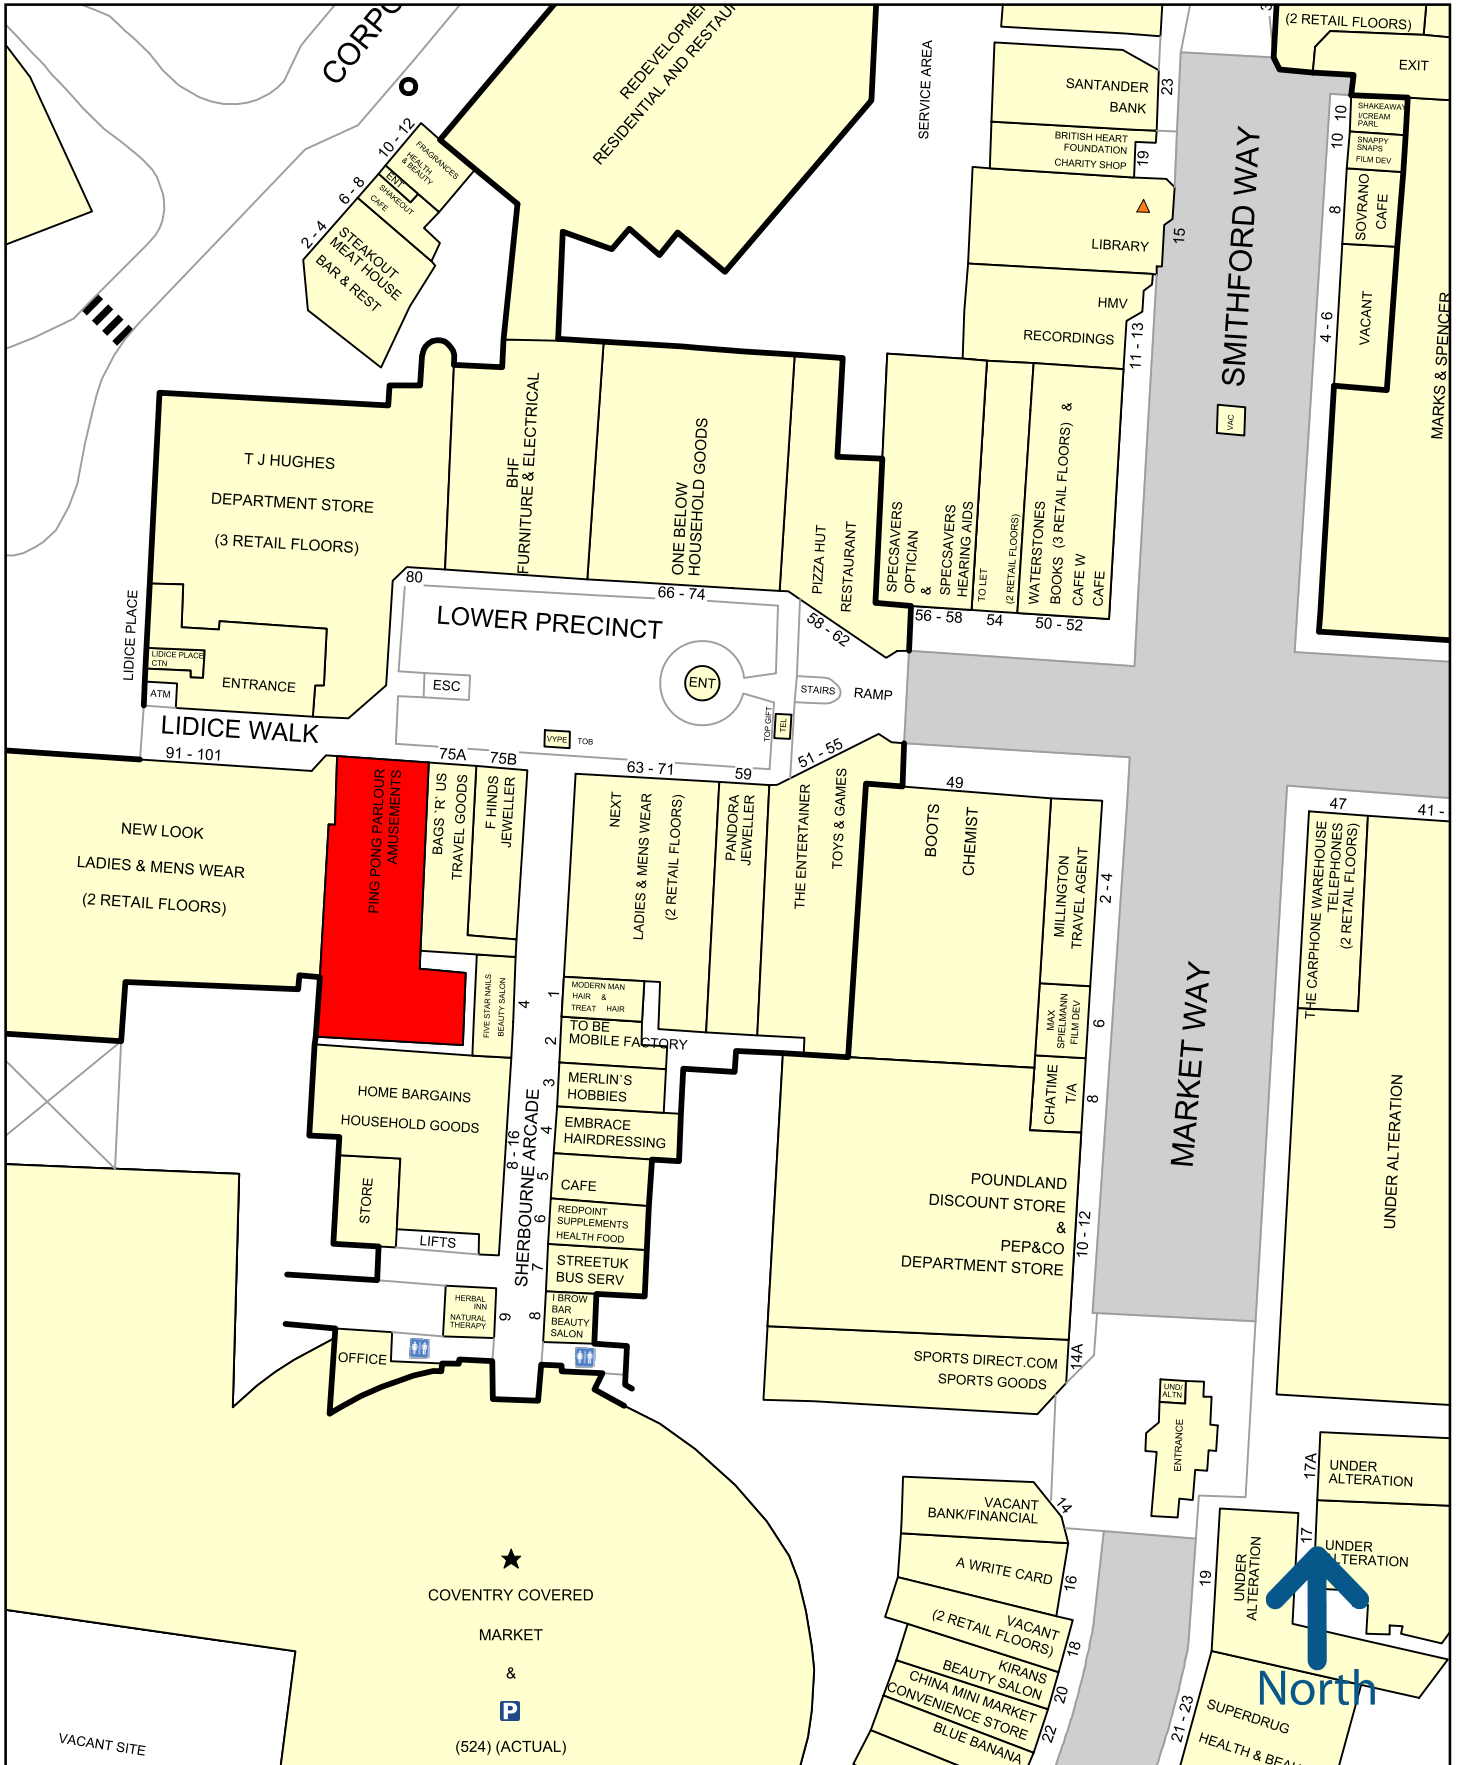 CORPO
REDEVELOPMEN
RESIDENTIAL AND RESTAU
SERVICE AREA
(2 RETAIL FLOORS)
EXIT
SANTANDER
BANK
23
BRITISH HEART
FOUNDATION
CHARITY SHOP
19
LIBRARY
15
HMV
RECORDINGS
11 - 13
SMITHFORD WAY
VAC
10
SHAKEAWAY
I/CREAM
PARL
10
SNAPPY
SNAPS
FILM DEV
8
SOVRANO
CAFE
4 - 6
VACANT
MARKS & SPENCER
10 - 12
FRAGRANCES
HEALTH
& BEAUTY
ENT
6 - 8
SHAKEOUT
CAFE
2 - 4
STEAKOUT
MEAT HOUSE
BAR & REST
T J HUGHES
DEPARTMENT STORE
(3 RETAIL FLOORS)
BHF
FURNITURE & ELECTRICAL
ONE BELOW
HOUSEHOLD GOODS
PIZZA HUT
RESTAURANT
SPECSAVERS
OPTICIAN
&
SPECSAVERS
HEARING AIDS
TO LET
(2 RETAIL FLOORS)
WATERSTONES
BOOKS (3 RETAIL FLOORS) &
CAFE W
CAFE
80
66 - 74
58 - 62
56 - 58
54
50 - 52
LOWER PRECINCT
LIDICE PLACE
LIDICE PLACE
CTN
ATM
ENTRANCE
ESC
ENT
STAIRS
RAMP
TOP GIFT
TEL
VYPE
TOB
LIDICE WALK
91 - 101
75A
75B
63 - 71
59
51 - 55
49
47
41 -
NEW LOOK
LADIES & MENS WEAR
(2 RETAIL FLOORS)
PING PONG PARLOUR
AMUSEMENTS
BAGS `R` US
TRAVEL GOODS
F HINDS
JEWELLER
NEXT
LADIES & MENS WEAR
(2 RETAIL FLOORS)
PANDORA
JEWELLER
THE ENTERTAINER
TOYS & GAMES
BOOTS
CHEMIST
MILLINGTON
TRAVEL AGENT
2 - 4
THE CARPHONE WAREHOUSE
TELEPHONES
(2 RETAIL FLOORS)
FIVE STAR NAILS
BEAUTY SALON
4
1
MODERN MAN
HAIR &
TREAT HAIR
2
TO BE
MOBILE FACTORY
3
MERLIN`S
HOBBIES
4
EMBRACE
HAIRDRESSING
5
CAFE
6
REDPOINT
SUPPLEMENTS
HEALTH FOOD
7
STREETUK
BUS SERV
8
I BROW
BAR
BEAUTY
SALON
MAX
SPIELMANN
FILM DEV
6
CHATIME
T/A
8
MARKET WAY
UNDER ALTERATION
HOME BARGAINS
HOUSEHOLD GOODS
8 - 16
SHERBOURNE ARCADE
STORE
LIFTS
HERBAL
INN
NATURAL
THERAPY
9
OFFICE
POUNDLAND
DISCOUNT STORE
&
PEP&CO
DEPARTMENT STORE
10 - 12
SPORTS DIRECT.COM
SPORTS GOODS
14A
UND/
ALTN
ENTRANCE
17A
UNDER
ALTERATION
17
UNDER
ALTERATION
19
UNDER
ALTERATION
North
VACANT
BANK/FINANCIAL
14
A WRITE CARD
16
VACANT
(2 RETAIL FLOORS)
18
KIRANS
BEAUTY SALON
20
CHINA MINI MARKET
CONVENIENCE STORE
22
BLUE BANANA
21 - 23
SUPERDRUG
HEALTH & BEAU
COVENTRY COVERED
MARKET
&
P
(524) (ACTUAL)
VACANT SITE